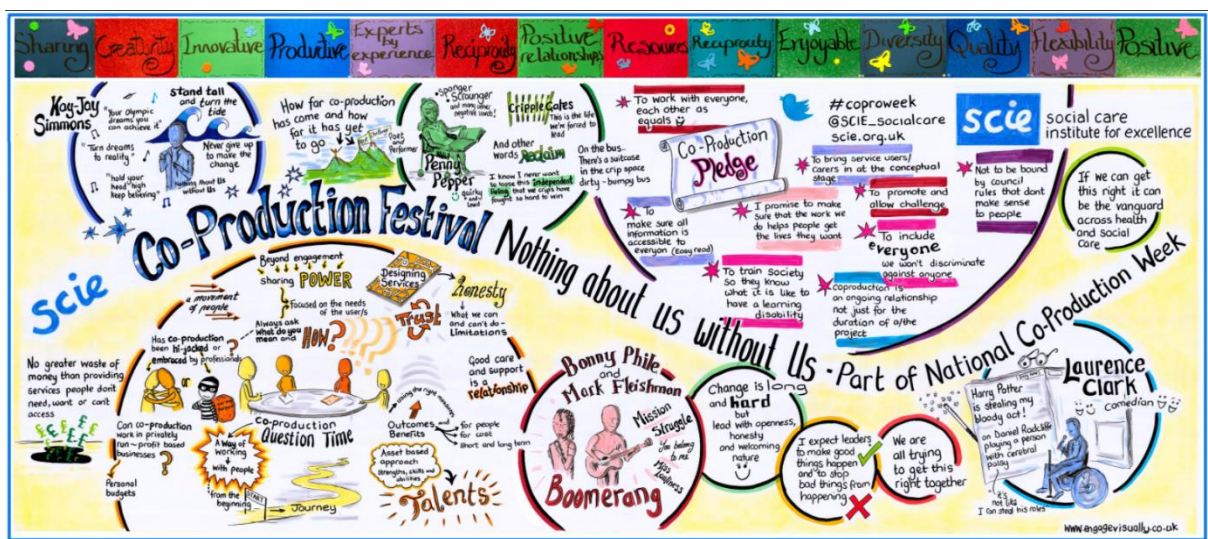 Sharing
Creativity
Innovative
Productive
Experts
by
experience
Reciprocity
Positive
relationships
Resources
Reciprocity
Enjoyable
Diversity
Quality
Flexibility
Positive
Kay-Joy
Simmons
stand tall
and turn the
tide
"Your Olympic
dreams you
can achieve it"
"Turn dreams
to reality"
"hold your
head high
keep believing"
Never give up
to make the
change
Nothing About Us
without Us
How far co-production
has come and how
far it has yet
to go
Poet
and
Performer
Sponger
Scrounger
and many other
negative words!
Penny
Pepper
quirky
and
loud
Cripple Gates
This is the life
we're forced to
lead
And other
words Reclaim
I know I never want
to loose this Independent
living, that we crips have
fought so hard to win!
On the bus...
There's a suitcase
in the crip space
dirty - bumpy bus
To work with everyone,
each other as
equals
Co-Production
Pledge
#coproweek
@SCIE_socialcare
scie.org.uk
scie
social care
institute for excellence
To bring service users/
carers in at the conceptual
stage
Not to be bound
by council
rules that dont
make sense
to people
To promote and
allow challenge
To
make sure all
information is
accessible to
everyon (Easy read)
I promise to make
sure that the work we
do helps people get
the lives they want
To include
everyone
we won't discriminate
against anyone
To train society
so they know
what it is like to
have a learning
disability
coproduction is
an ongoing relationship
not just for the
duration of a/the
project
If we can get
this right it can
be the vanguard
across health
and social
care
Co-Production Festival Nothing about us without Us - Part of National Co-Production Week
scie
Beyond engagement
sharing POWER
a movement
of people
focused on the needs
of the user/s
Always ask
what do you
mean and HOW?
Designing
Services
Trust
Honesty
What we can
and can't do -
Limitations
Has co-production
been hi-jacked or
embraced by professionals
?
or
Good care
and support
is a
relationship
No greater waste of
money than providing
services people don't
need, want or can't
access
Can co-production
work in privately
run - profit based
businesses
?
Personal
budgets
co-production
Question Time
A way of
working
with people
from the
beginning
START
Journey
Outcomes
Benefits
for people
for cost
Short and long term
Asset based
approach
strengths, skills and
abilities
Talents
Bonny Phile
and
Mark Fleishman
Mission
Struggle
You belong
to me
Miss
Boomerang
Change is long
and hard
but
lead with openness,
honesty
and welcoming
nature
I expect leaders
to make good
things happen
and to stop
bad things from
happening
We are
all trying
to get this
right together
Harry Potter
is stealing my
bloody act!
on Daniel Radcliffe
playing a person
with cerebral
palsy
it's
not like
I can steal his roles
Laurence
Clark
comedian
www.engagevisually.co.uk